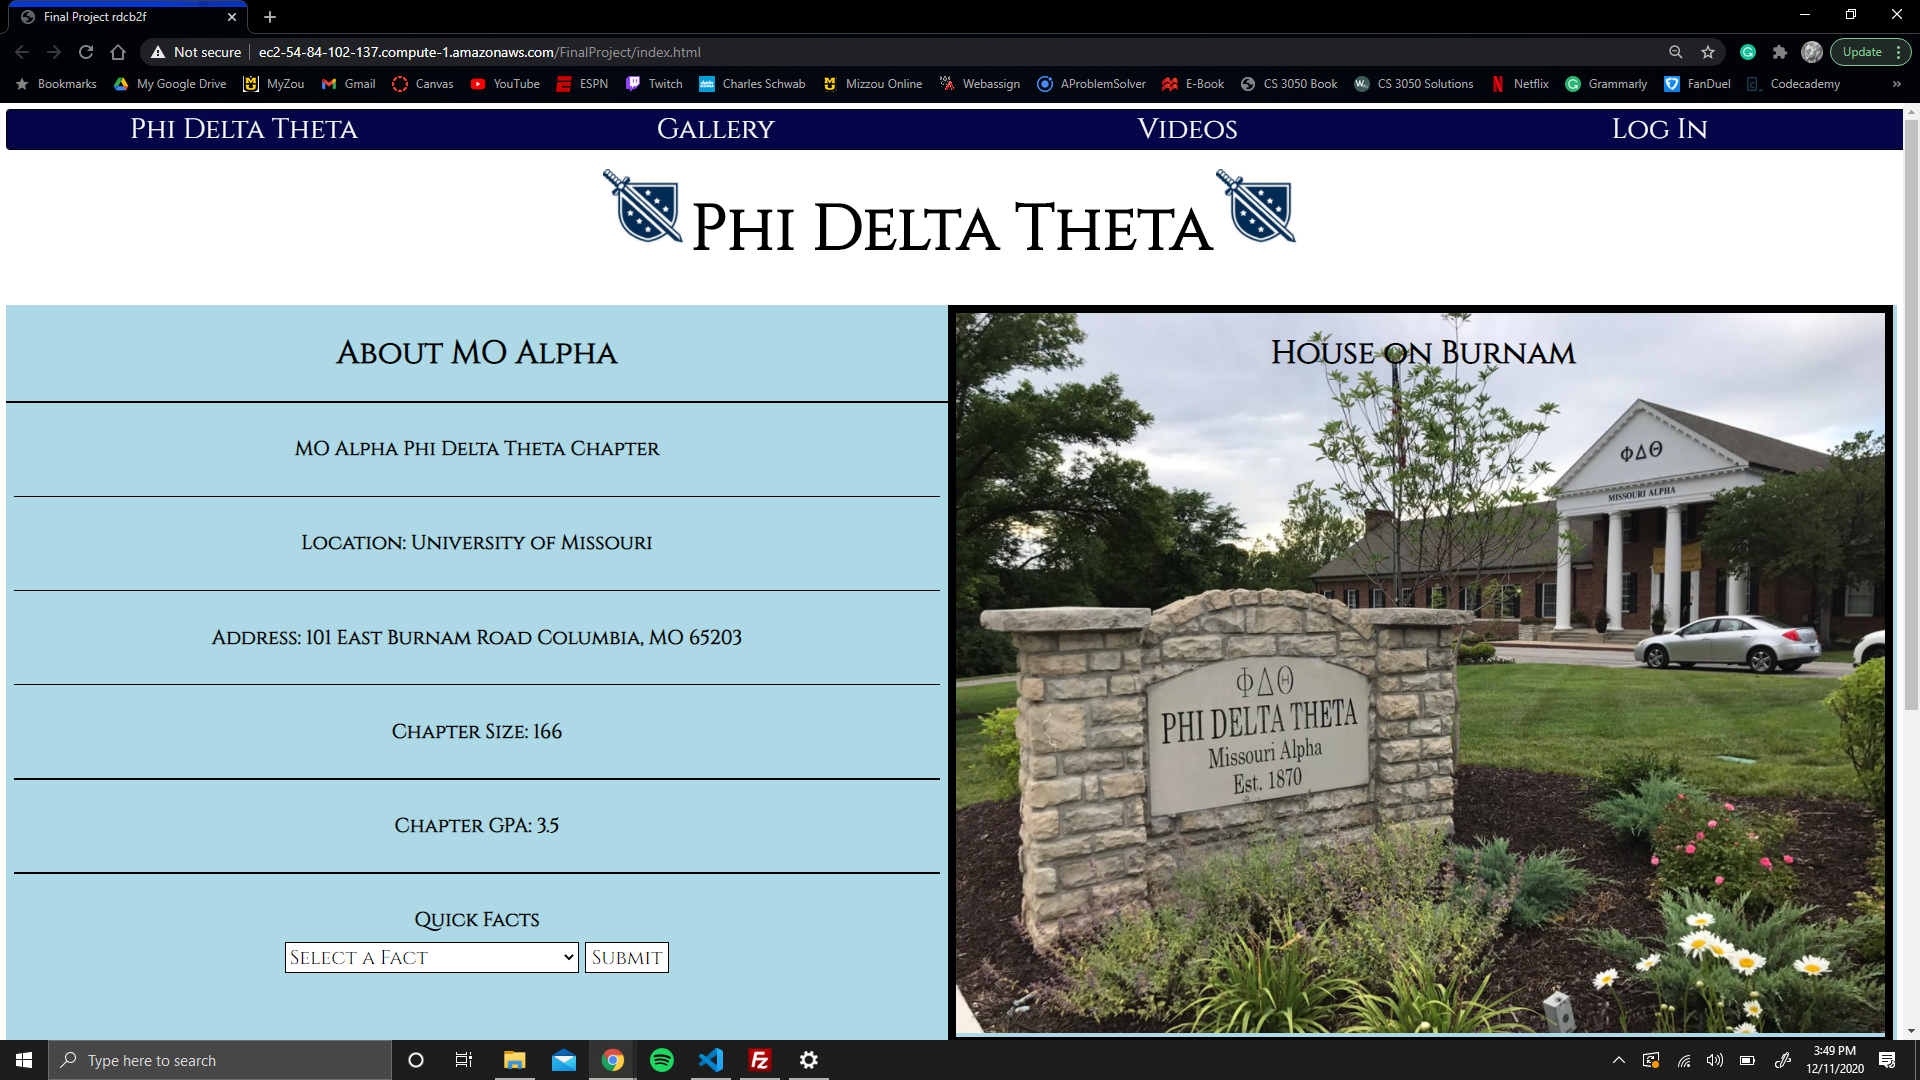 Final Project rdcb2f
Not secure
ec2-54-84-102-137.compute-1.amazonaws.com/FinalProject/index.html
Update
Bookmarks
My Google Drive
MyZou
Gmail
Canvas
YouTube
ESPN
Twitch
Charles Schwab
Mizzou Online
Webassign
AProblemSolver
E-Book
CS 3050 Book
CS 3050 Solutions
Netflix
Grammarly
FanDuel
Codecademy
Phi Delta Theta
Gallery
Videos
Log In
Phi Delta Theta
About MO Alpha
MO Alpha Phi Delta Theta Chapter
Location: University of Missouri
Address: 101 East Burnam Road Columbia, MO 65203
Chapter Size: 166
Chapter GPA: 3.5
Quick Facts
Select a Fact
Submit
House on Burnam
ΦΔΘ
MISSOURI ALPHA
ΦΔΘ
PHI DELTA THETA
Missouri Alpha
Est. 1870
Type here to search
3:49 PM
12/11/2020